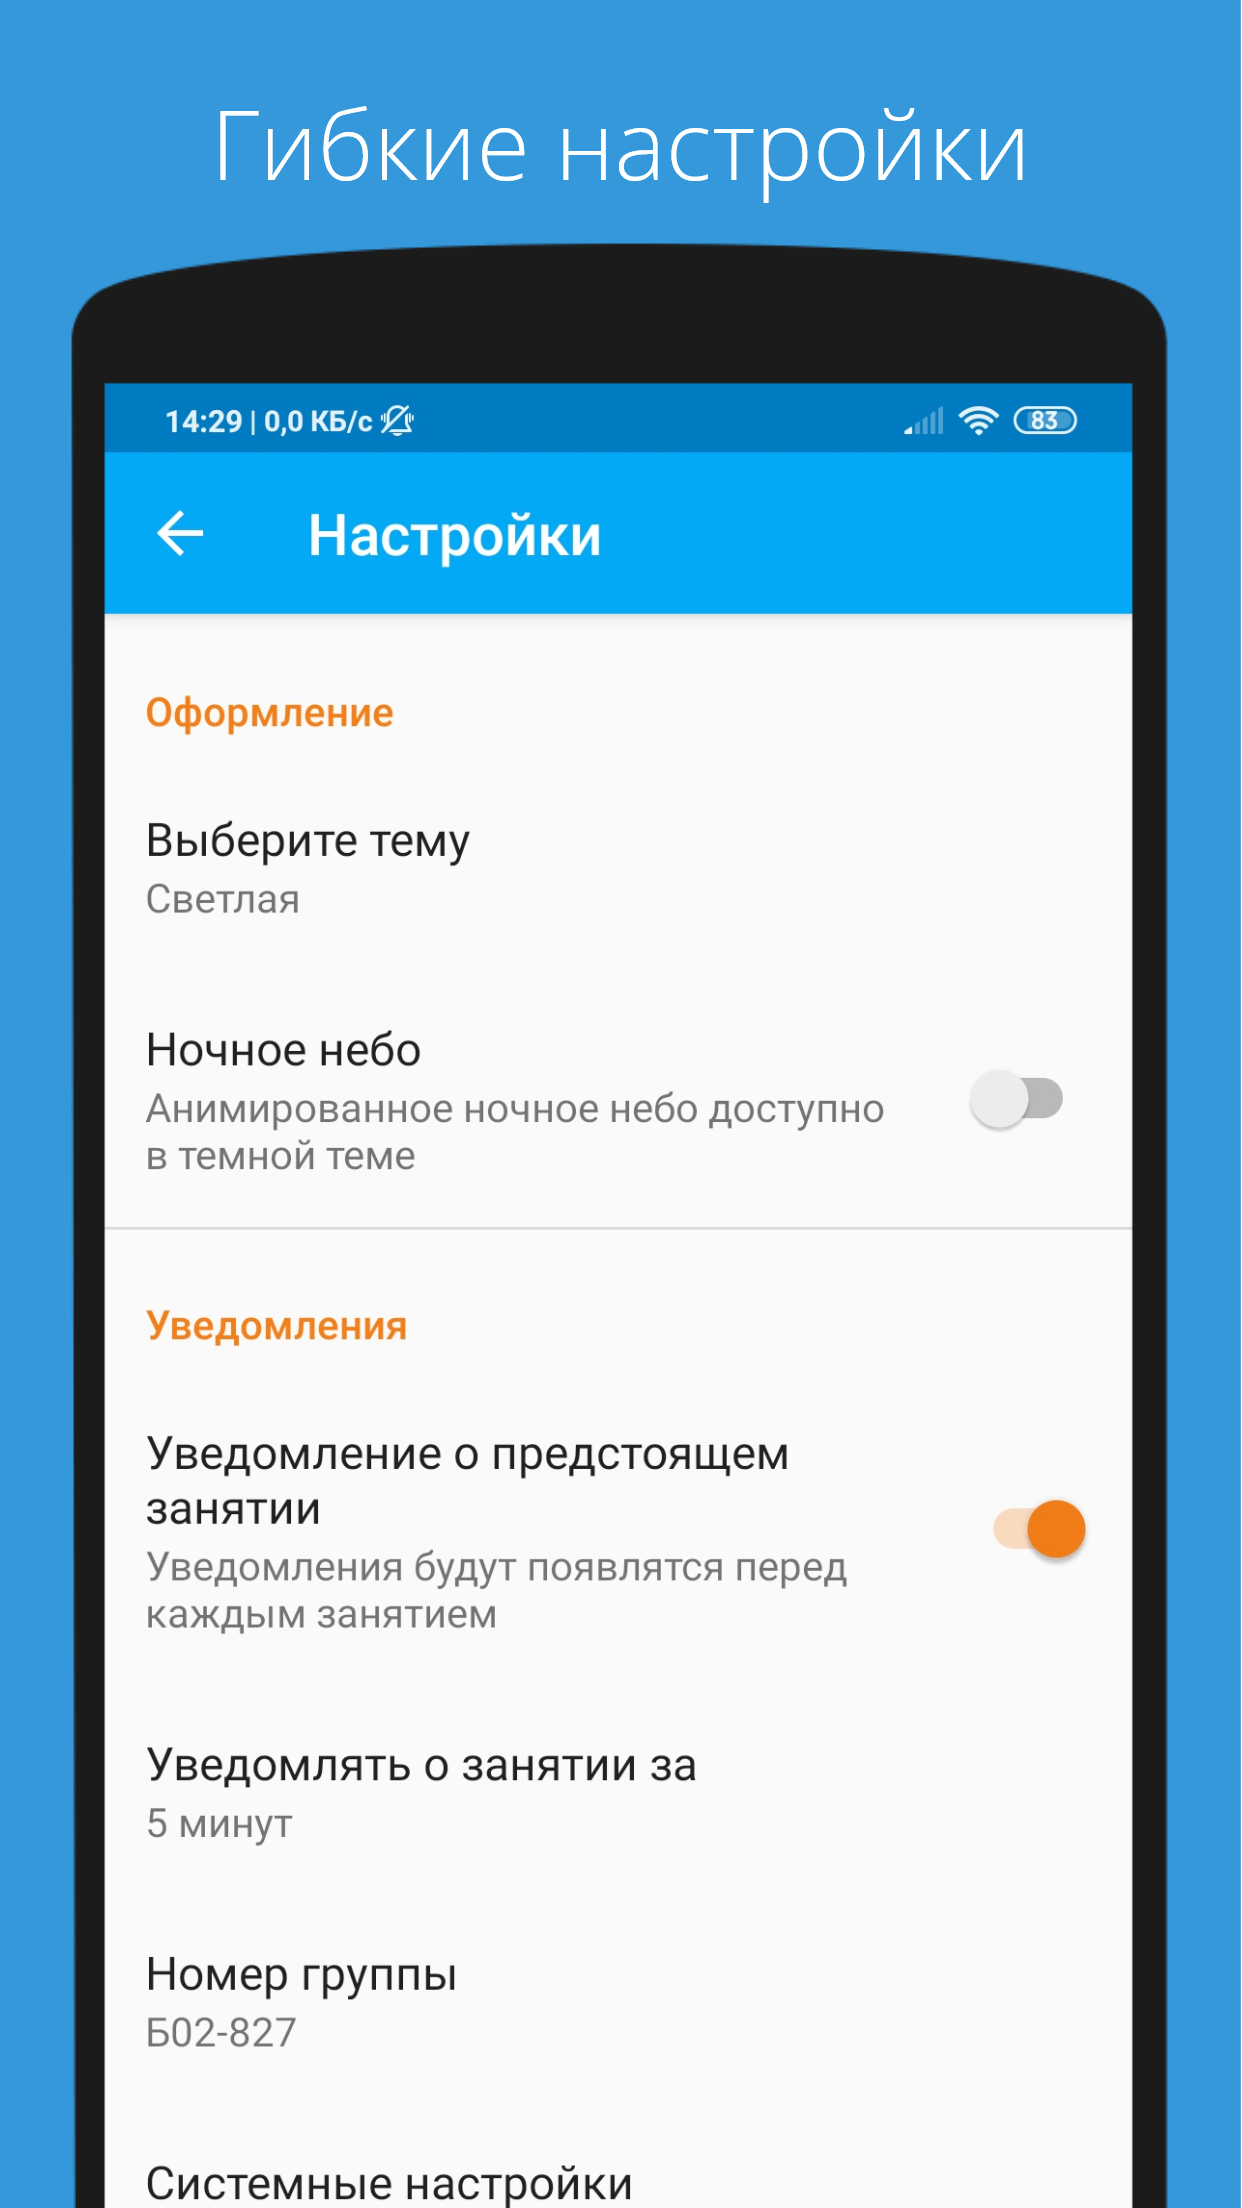 Гибкие настройки
14:29 | 0,0 КБ/с
83
Настройки
Оформление
Выберите тему
Светлая
Ночное небо
Анимированное ночное небо доступно
в темной теме
Уведомления
Уведомление о предстоящем
занятии
Уведомления будут появлятся перед
каждым занятием
Уведомлять о занятии за
5 минут
Номер группы
Б02-827
Системные настройки